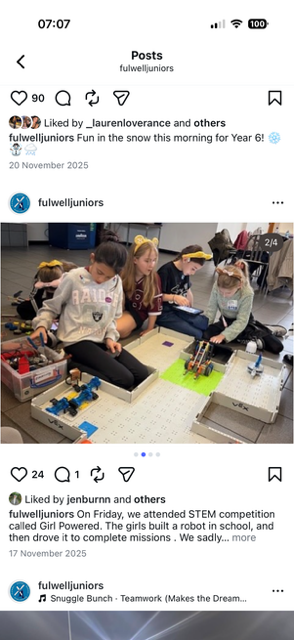 07:07
100
Posts
fulwelljuniors
90
Liked by _laurenloverance and others
fulwelljuniors Fun in the snow this morning for Year 6! ❄️
☃️🌨️
20 November 2025
fulwelljuniors
2/4
RAIDERS
VEX
VEX
24 1
Liked by jenburnn and others
fulwelljuniors On Friday, we attended STEM competition
called Girl Powered. The girls built a robot in school, and
then drove it to complete missions . We sadly... more
17 November 2025
fulwelljuniors
Snuggle Bunch · Teamwork (Makes the Dream...